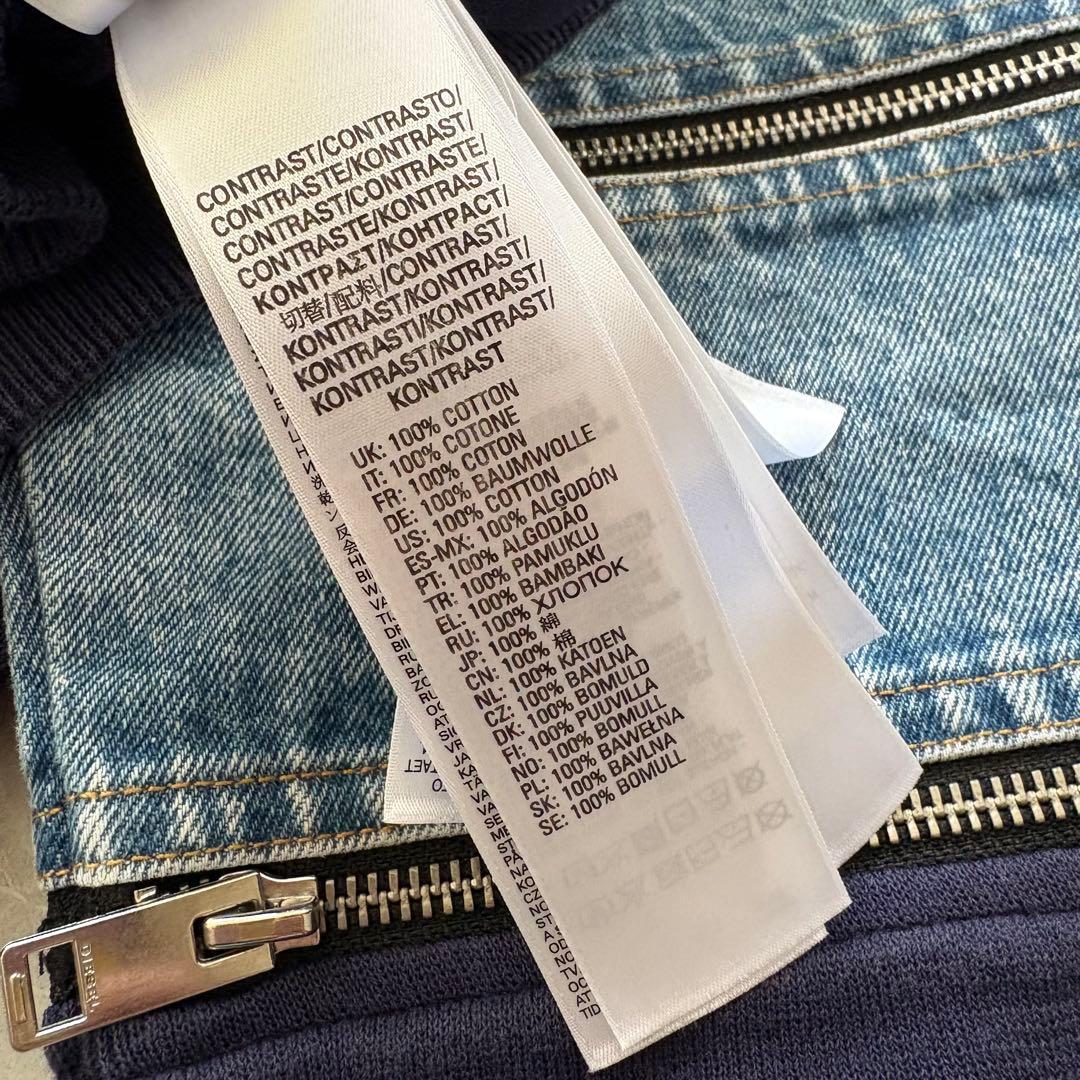 CONTRAST/CONTRASTO/
CONTRASTE/KONTRAST/
CONTRAST/CONTRASTE/
CONTRASTE/KONTRAST/
ΚΟΝΤΡΑΣΤ/КОНТРАСТ/
切替/配料/CONTRAST/
KONTRAST/KONTRAST/
KONTRASTI/KONTRAST/
KONTRAST/KONTRAST/
KONTRAST
UK: 100% COTTON
IT: 100% COTONE
FR: 100% COTON
DE: 100% BAUMWOLLE
US: 100% COTTON
ES-MX: 100% ALGODÓN
PT: 100% ALGODÃO
TR: 100% PAMUKLU
EL: 100% BAMBAKI
RU: 100% ХЛОПОК
JP: 100% 綿
CN: 100% 棉
NL: 100% KATOEN
CZ: 100% BAVLNA
DK: 100% BOMULD
FI: 100% PUUVILLA
NO: 100% BOMULL
PL: 100% BAWEŁNA
SK: 100% BAVLNA
SE: 100% BOMULL
DIESEL